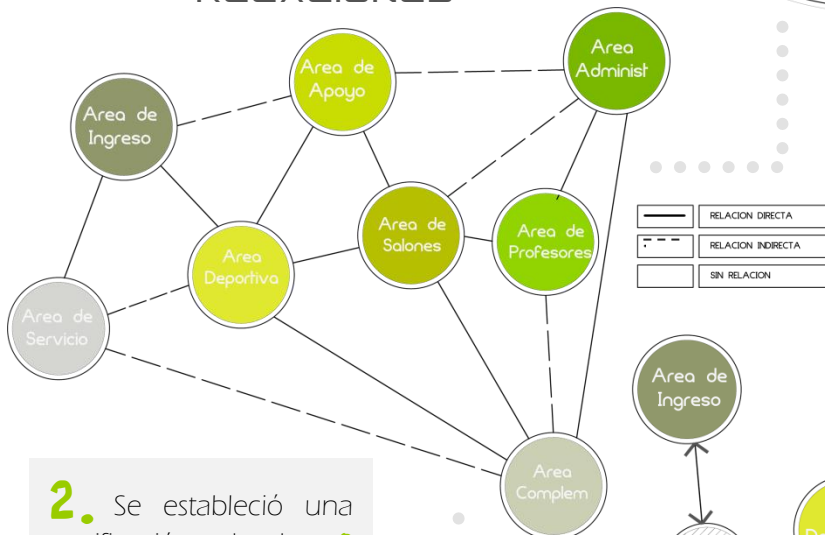 RELACIONES
Area de
Apoyo
Area
Administ
Area de
Ingreso
Area de
Salones
Area de
Profesores
Area
Deportiva
Area de
Servicio
Area
Complem
RELACION DIRECTA
RELACION INDIRECTA
SIN RELACION
Area de
Ingreso
2. Se estableció una